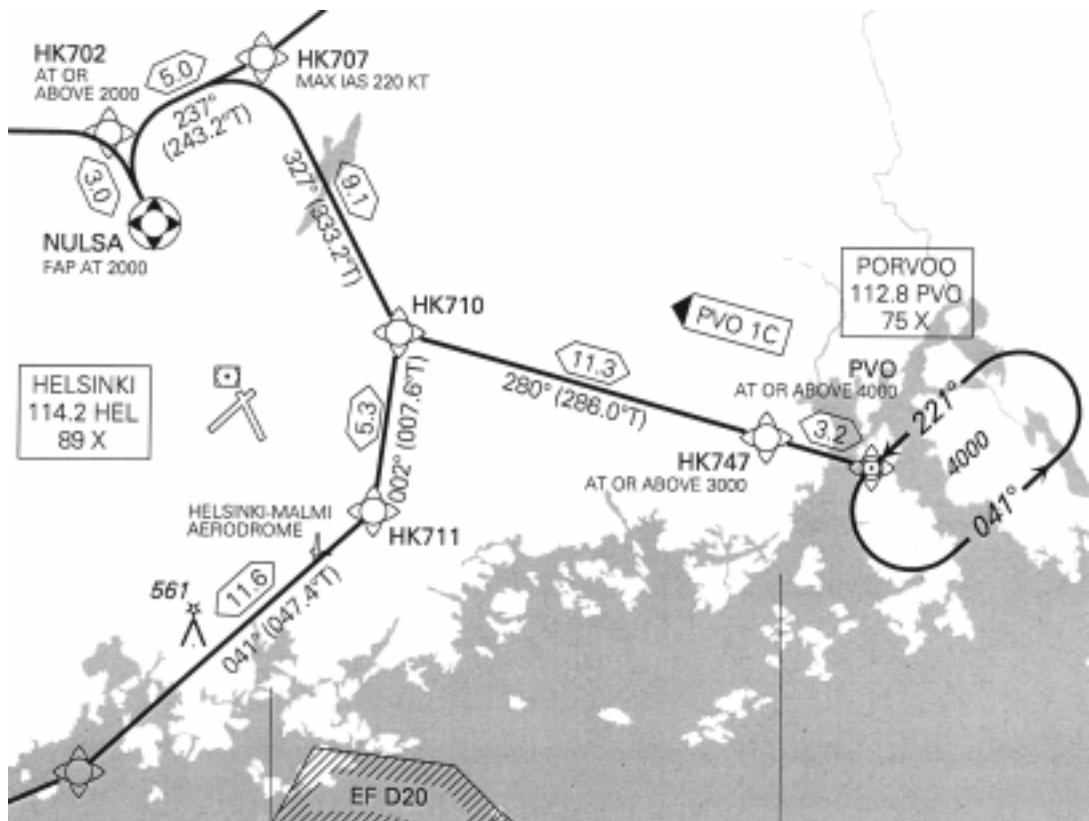 HK702
AT OR
ABOVE 2000
5.0
HK707
MAX IAS 220 KT
237°
(243.2°T)
3.0
327° (333.2°T)
9.1
NULSA
FAP AT 2000
HK710
PVO 1C
PORVOO
112.8 PVO
75 X
HELSINKI
114.2 HEL
89 X
11.3
280° (286.0°T)
PVO
AT OR ABOVE 4000
221°
4000
041°
3.2
HK747
AT OR ABOVE 3000
5.3
002° (007.6°T)
HELSINKI-MALMI
AERODROME
HK711
561
11.6
041° (047.4°T)
EF D20